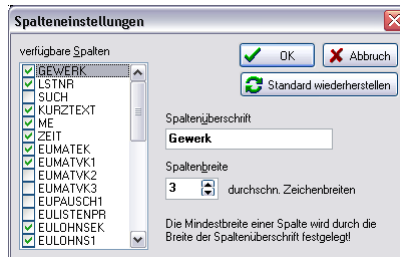 Spalteneinstellungen
verfügbare Spalten
GEWERK
LSTNR
SUCH
KURZTEXT
ME
ZEIT
EUMATEK
EUMATVK1
EUMATVK2
EUMATVK3
EUPAUSCH1
EULISTENPR
EULOHNSEK
EULOHNS1
OK
Abbruch
Standard wiederherstellen
Spaltenüberschrift
Gewerk
Spaltenbreite
3 durchschn. Zeichenbreiten
Die Mindestbreite einer Spalte wird durch die
Breite der Spaltenüberschrift festgelegt!